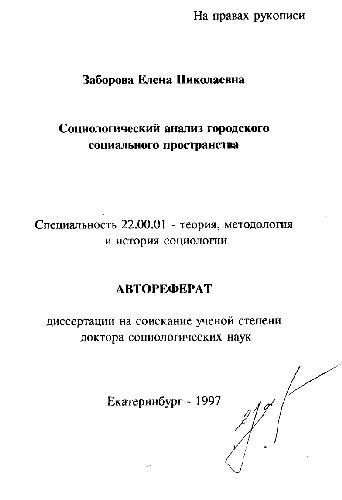 На правах рукописи
Заборова Елена Николаевна
Социологический анализ городского
социального пространства
Специальность 22.00.01 - теория, методология
и история социологии
АВТОРЕФЕРАТ
диссертации на соискание ученой степени
доктора социологических наук
Екатеринбург - 1997